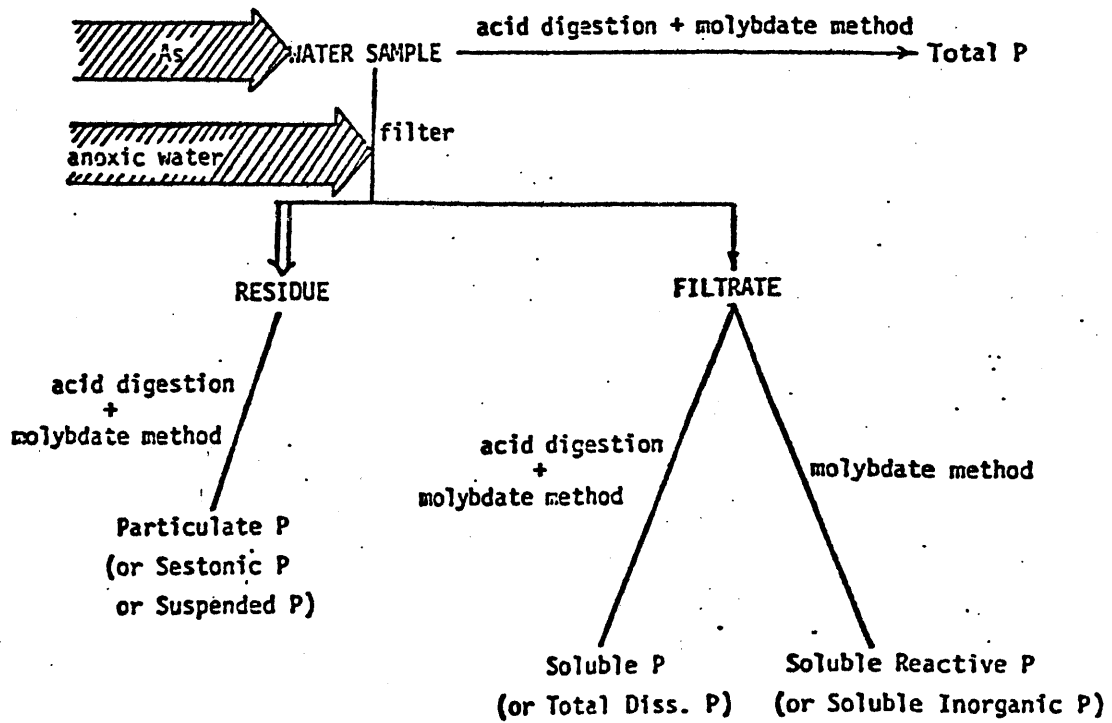 acid digestion + molybdate method
As
WATER SAMPLE
Total P
filter
anoxic water
RESIDUE
FILTRATE
acid digestion
+
molybdate method
acid digestion
+
molybdate method
molybdate method
Particulate P
(or Sestonic P
or Suspended P)
Soluble P
(or Total Diss. P)
Soluble Reactive P
(or Soluble Inorganic P)